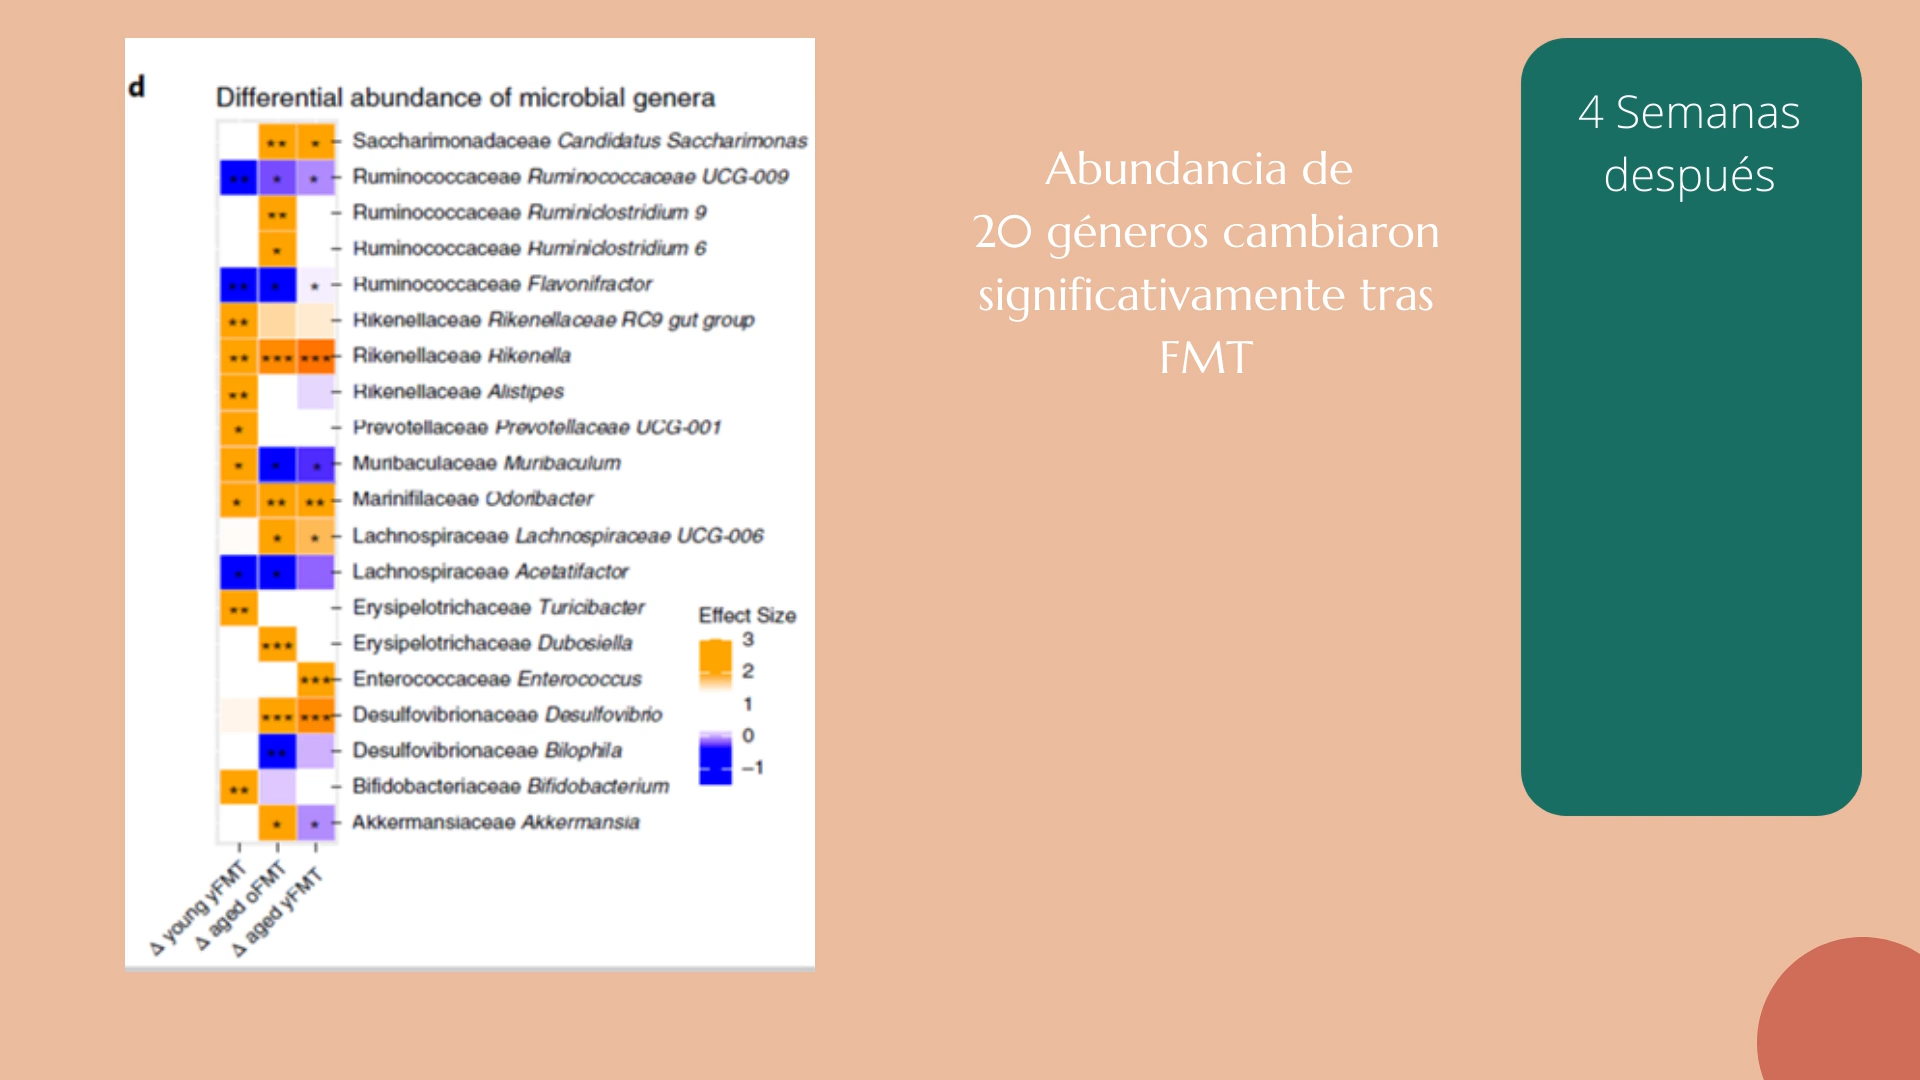 d
Differential abundance of microbial genera
** * Saccharimonadaceae Candidatus Saccharimonas
** * * Ruminococcaceae Ruminococcaceae UCG-009
** Ruminococcaceae Ruminiclostridium 9
* Ruminococcaceae Ruminiclostridium 6
** * * Ruminococcaceae Flavonifractor
** Rikenellaceae Rikenellaceae RC9 gut group
** *** *** Rikenellaceae Rikenella
** Rikenellaceae Alistipes
* Prevotellaceae Prevotellaceae UCG-001
* * * Muribaculaceae Muribaculum
* ** ** Marinifilaceae Odoribacter
* * Lachnospiraceae Lachnospiraceae UCG-006
* * Lachnospiraceae Acetatifactor
** Erysipelotrichaceae Turicibacter
*** Erysipelotrichaceae Dubosiella
*** Enterococcaceae Enterococcus
*** *** Desulfovibrionaceae Desulfovibrio
** Desulfovibrionaceae Bilophila
** Bifidobacteriaceae Bifidobacterium
* * Akkermansiaceae Akkermansia
Δ young yFMT
Δ aged oFMT
Δ aged yFMT
Effect Size
3
2
1
0
−1
Abundancia de
20 géneros cambiaron
significativamente tras
FMT
4 Semanas
después